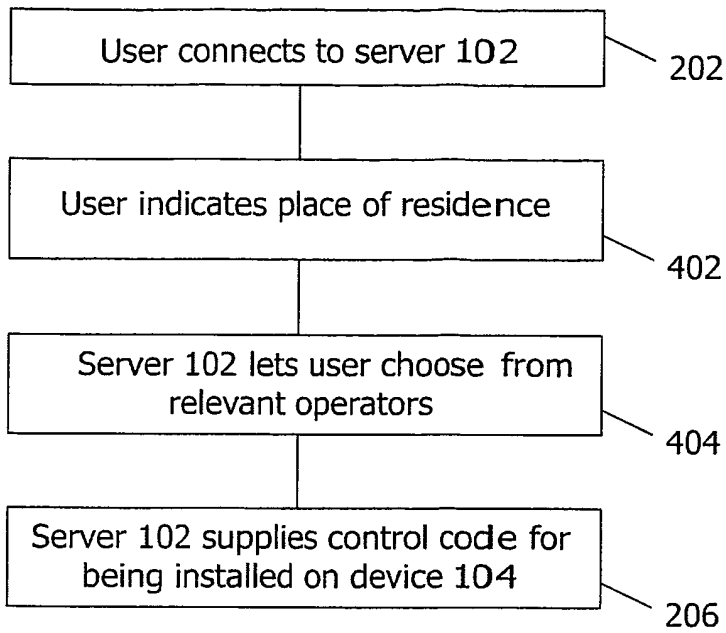 User connects to server 102
202
User indicates place of residence
402
Server 102 lets user choose from
relevant operators
404
Server 102 supplies control code for
being installed on device 104
206